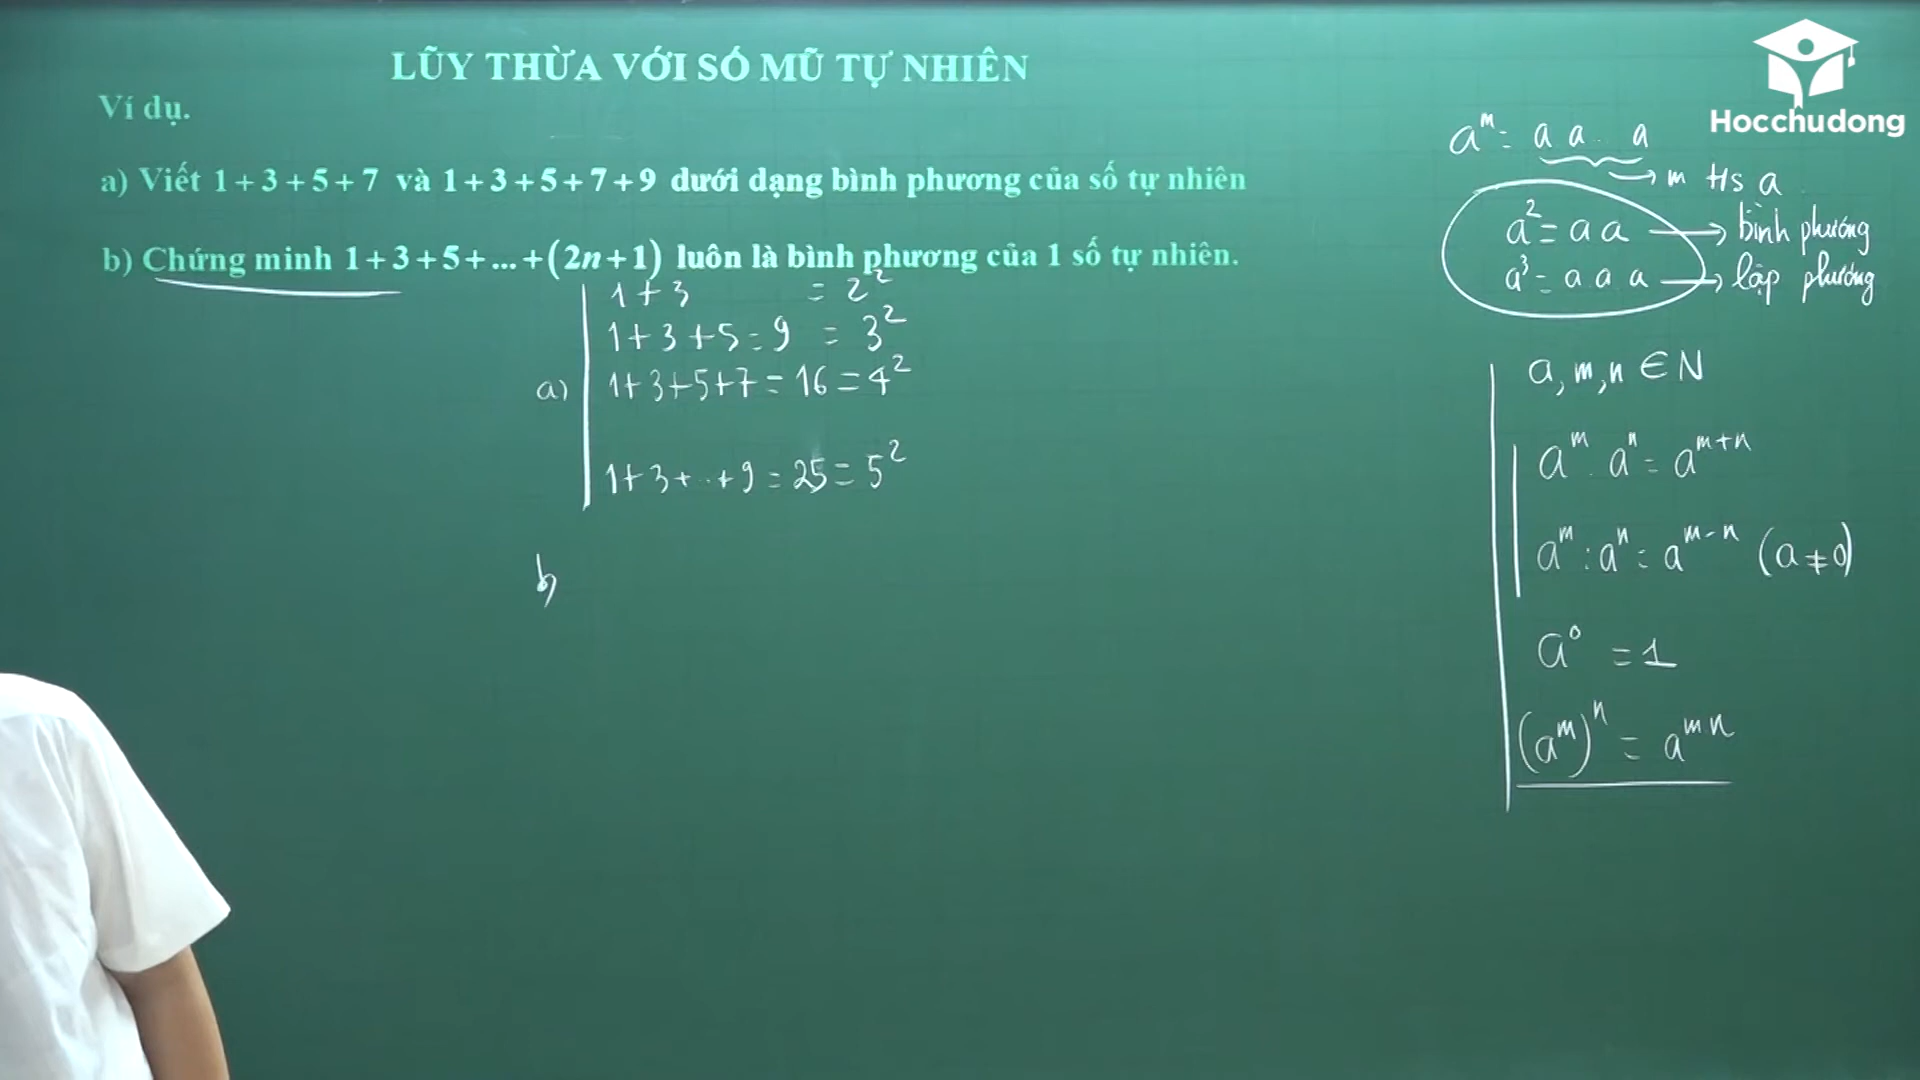 LŨY THỪA VỚI SỐ MŨ TỰ NHIÊN
Ví dụ.
a) Viết 1+3+5+7 và 1+3+5+7+9 dưới dạng bình phương của số tự nhiên
b) Chứng minh 1+3+5+...+(2n+1) luôn là bình phương của 1 số tự nhiên.
1+3 = 2²
1+3+5=9 = 3²
a) 1+3+5+7=16=4²
1+3+..+9=25=5²
b)
Hocchudong
aᵐ = a a .. a
m Hs a
a² = a a → bình phương
a³ = a a a → lập phương
a, m, n ∈ N
aᵐ . aⁿ = aᵐ⁺ⁿ
aᵐ : aⁿ = aᵐ⁻ⁿ (a≠0)
a⁰ = 1
(aᵐ)ⁿ = aᵐⁿ